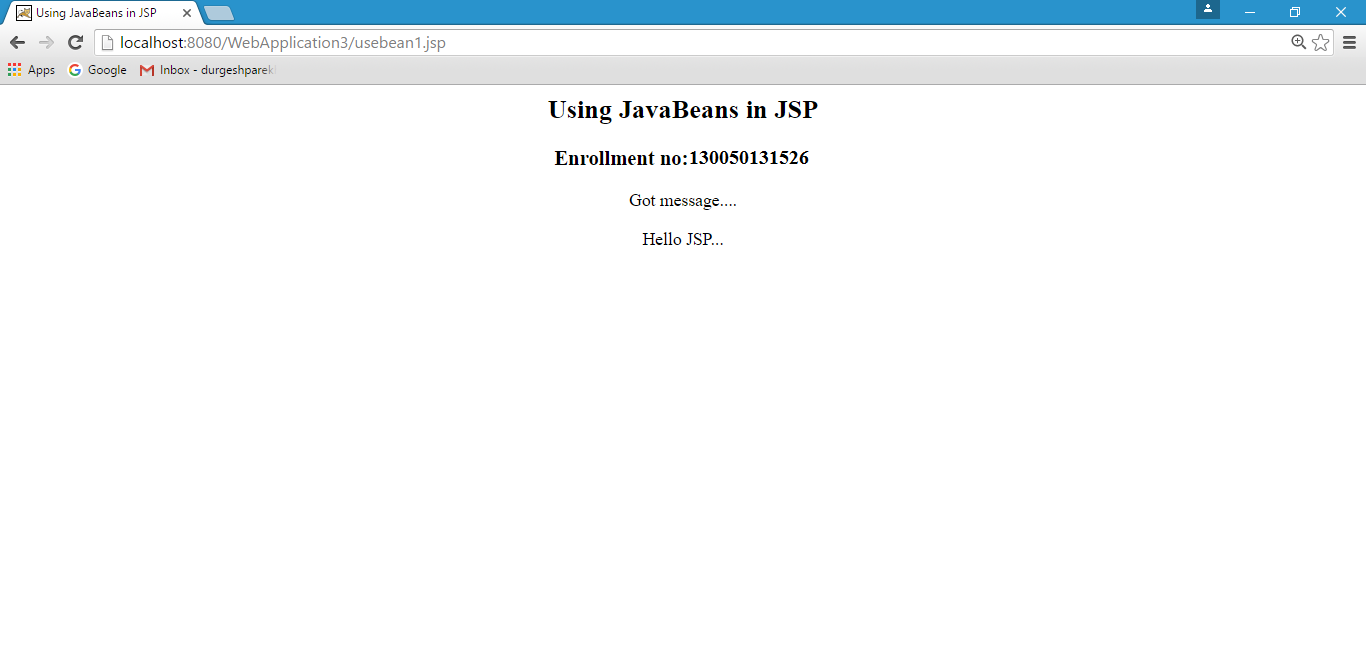 Using JavaBeans in JSP
localhost:8080/WebApplication3/usebean1.jsp
Apps Google Inbox - durgeshparek
Using JavaBeans in JSP
Enrollment no:130050131526
Got message....
Hello JSP...